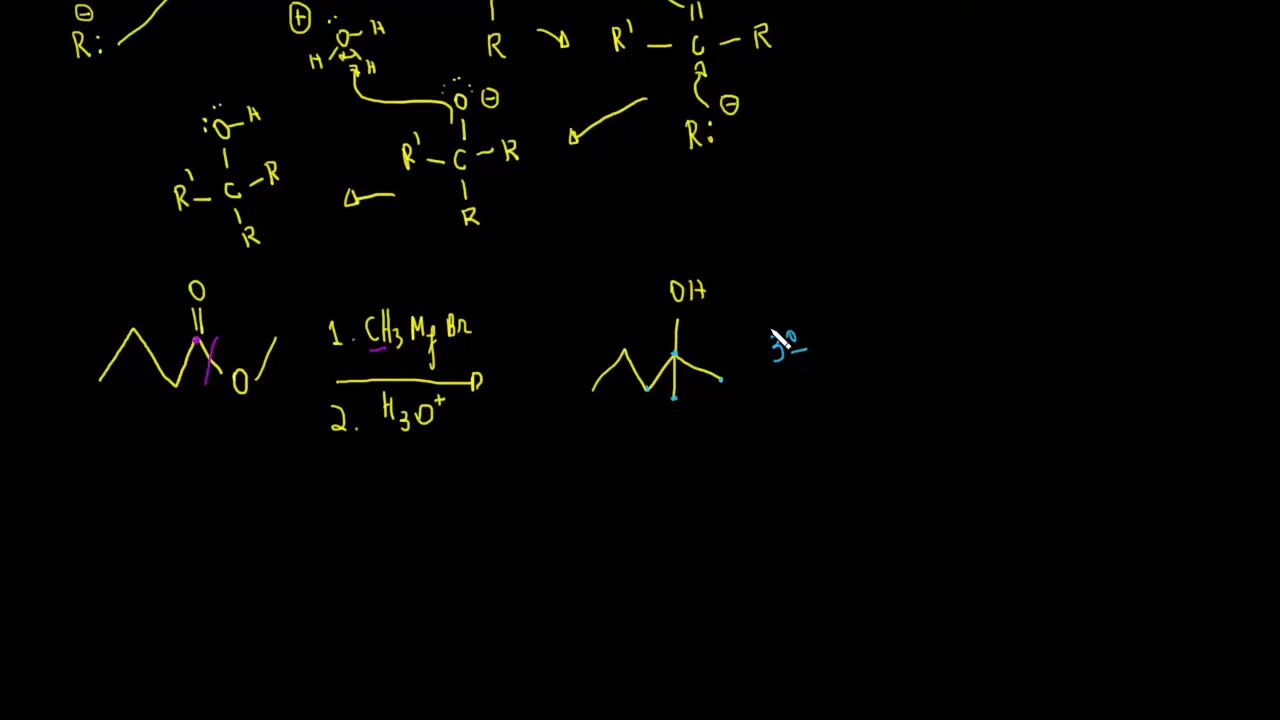 ⊖
R:
⊕ :O-H
H H
R
R' — C — R
⊖
R:
:O: ⊖
R' — C — R
R
:O-H
R' — C — R
R
O
O
1. CH3MgBr
2. H3O+
OH
3°